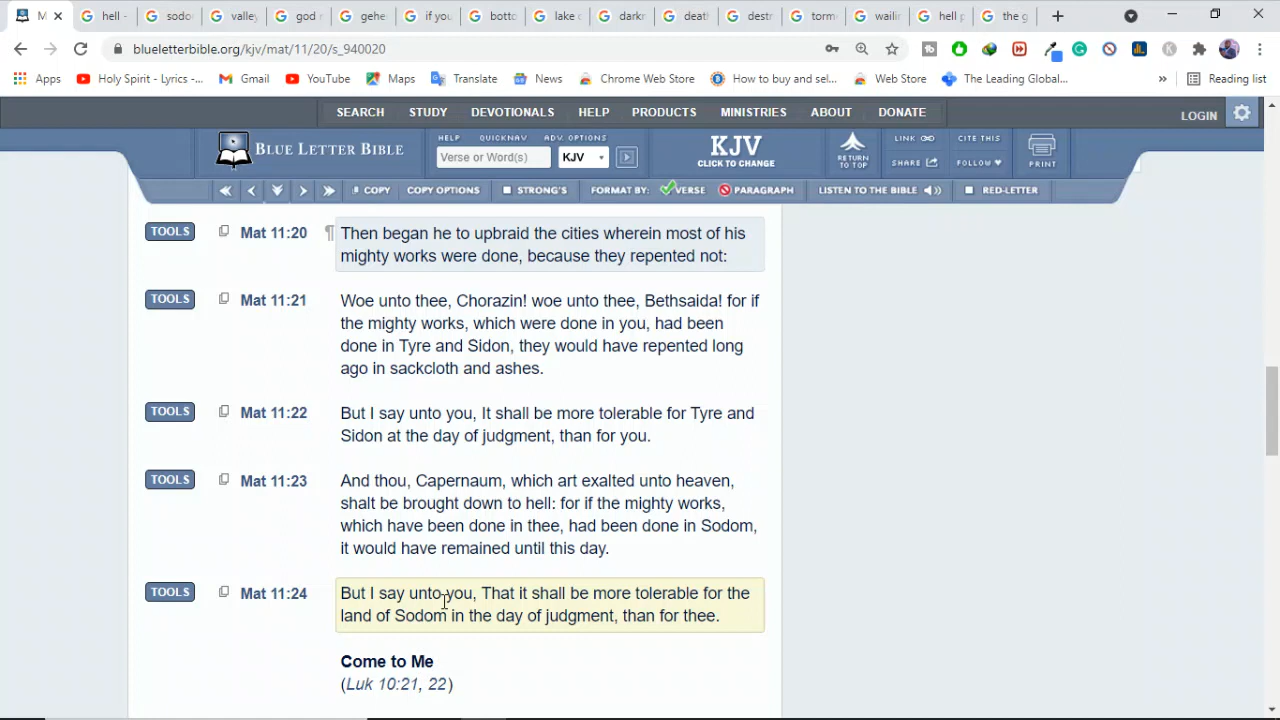 M
hell -
sodo
valley
god r
gehe
if you
botto
lake o
darkn
deat
destr
torm
wailin
hell p
the g
blueletterbible.org/kjv/mat/11/20/s_940020
Apps
Holy Spirit - Lyrics -...
Gmail
YouTube
Maps
Translate
News
Chrome Web Store
How to buy and sel...
Web Store
The Leading Global...
»
Reading list
SEARCH STUDY DEVOTIONALS HELP PRODUCTS MINISTRIES ABOUT DONATE
LOGIN
BLUE LETTER BIBLE
HELP QUICKNAV ADV. OPTIONS
Verse or Word(s)
KJV
KJV
CLICK TO CHANGE
RETURN
TO TOP
LINK
SHARE
CITE THIS
FOLLOW
PRINT
COPY COPY OPTIONS STRONG'S FORMAT BY: VERSE PARAGRAPH LISTEN TO THE BIBLE RED-LETTER
TOOLS Mat 11:20 ¶ Then began he to upbraid the cities wherein most of his
mighty works were done, because they repented not:
TOOLS Mat 11:21 Woe unto thee, Chorazin! woe unto thee, Bethsaida! for if
the mighty works, which were done in you, had been
done in Tyre and Sidon, they would have repented long
ago in sackcloth and ashes.
TOOLS Mat 11:22 But I say unto you, It shall be more tolerable for Tyre and
Sidon at the day of judgment, than for you.
TOOLS Mat 11:23 And thou, Capernaum, which art exalted unto heaven,
shalt be brought down to hell: for if the mighty works,
which have been done in thee, had been done in Sodom,
it would have remained until this day.
TOOLS Mat 11:24 But I say unto you, That it shall be more tolerable for the
land of Sodom in the day of judgment, than for thee.
Come to Me
(Luk 10:21, 22)